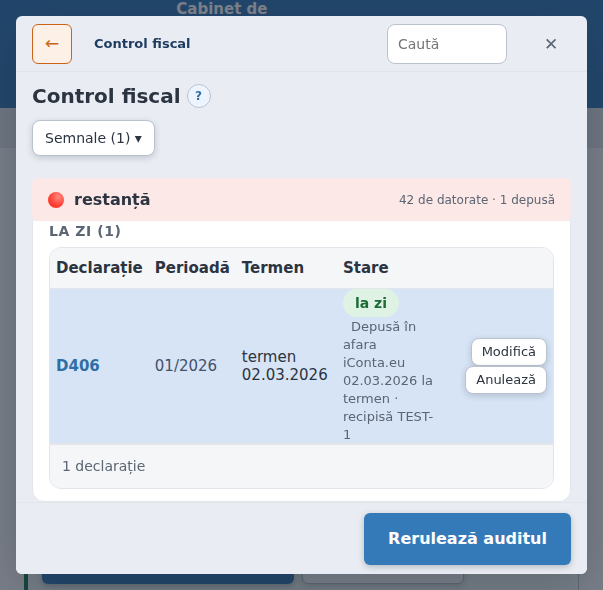 Cabinet de
←
Control fiscal
Caută
✕
Control fiscal
?
Semnale (1) ▾
restanță
42 de datorate · 1 depusă
LA ZI (1)
Declarație Perioadă Termen Stare
D406
01/2026
termen
02.03.2026
la zi
Depusă în
afara
iConta.eu
02.03.2026 la
termen ·
recipisă TEST-
1
Modifică
Anulează
1 declarație
Rerulează auditul